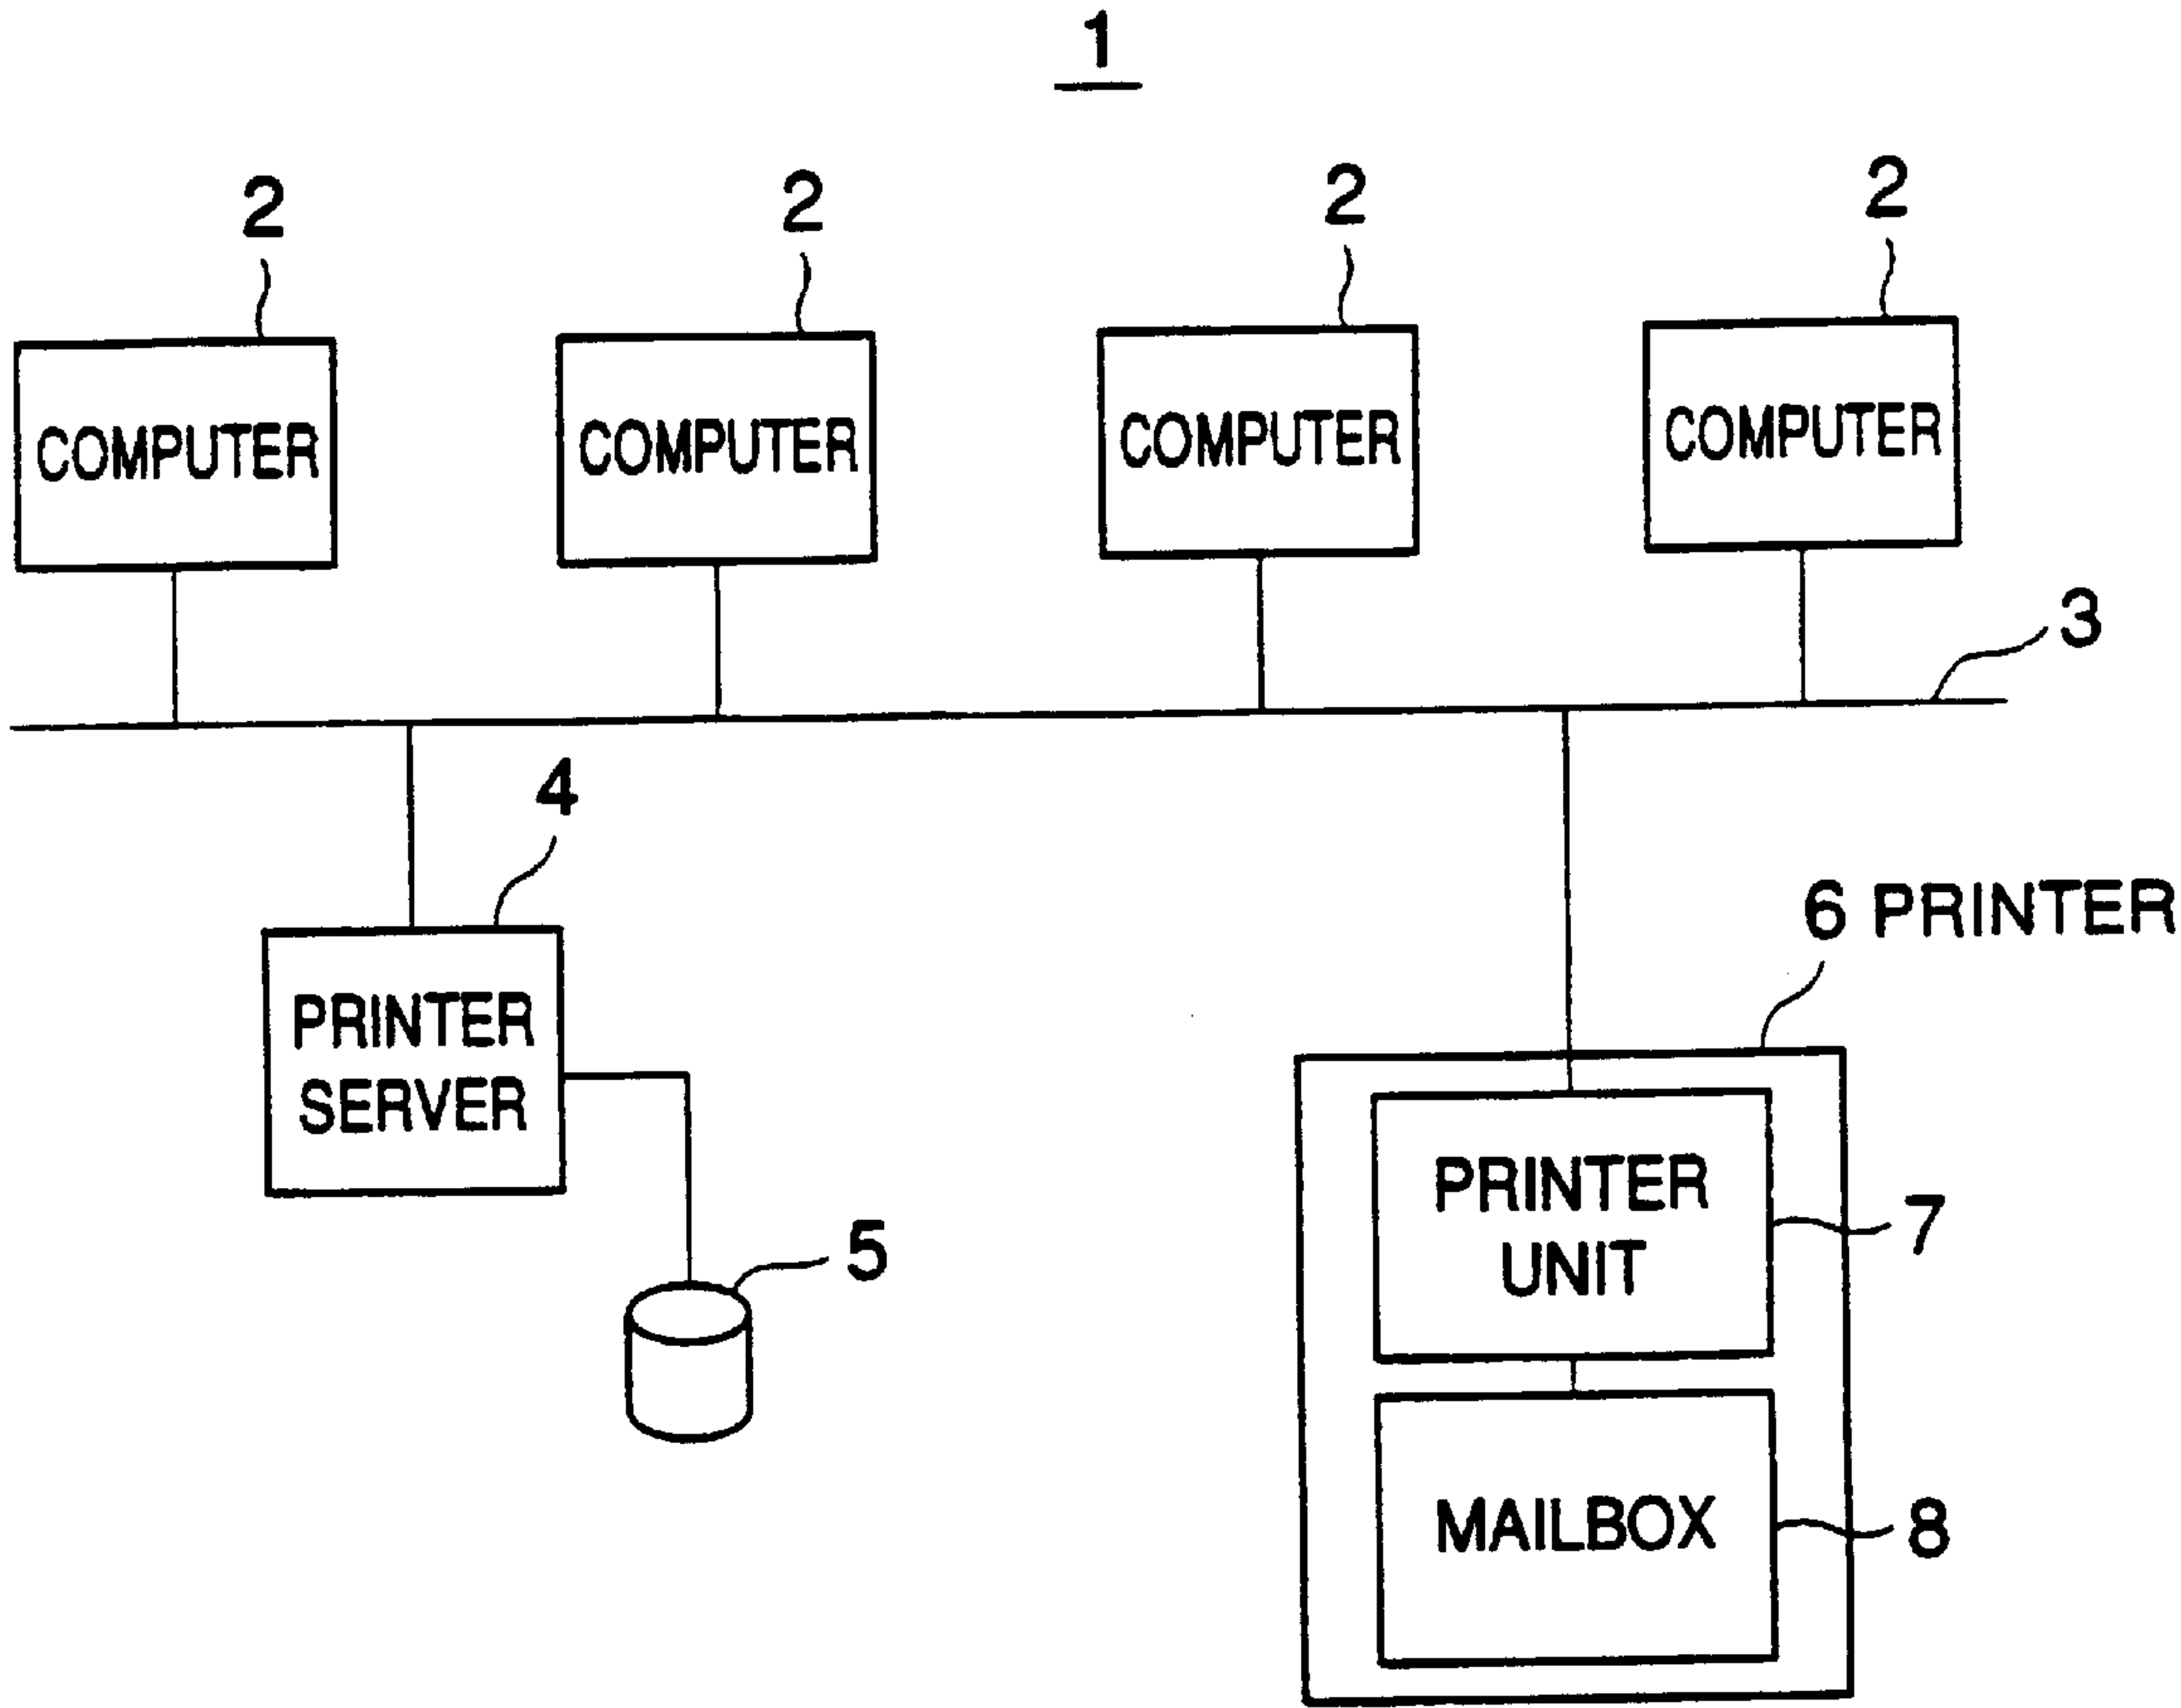 1
2 2 2 2
COMPUTER COMPUTER COMPUTER COMPUTER
3
4
6 PRINTER
PRINTER
SERVER
5
PRINTER
UNIT
7
MAILBOX
8